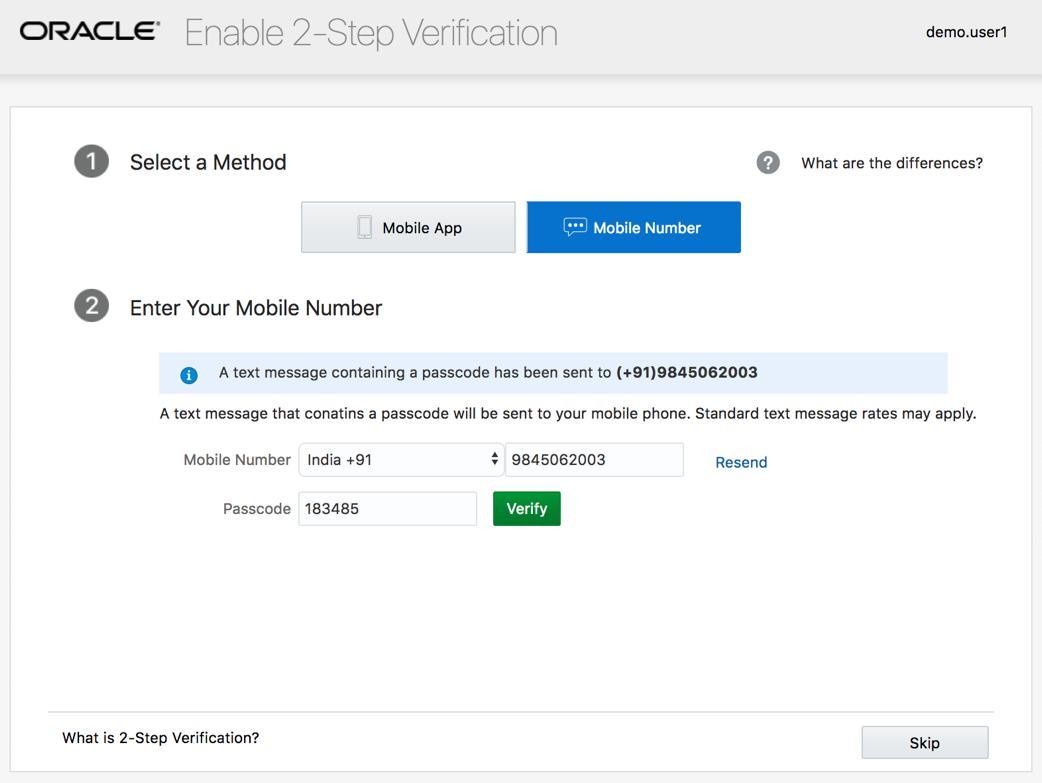 ORACLE® Enable 2-Step Verification demo.user1
1 Select a Method ? What are the differences?
Mobile App Mobile Number
2 Enter Your Mobile Number
i A text message containing a passcode has been sent to (+91)9845062003
A text message that conatins a passcode will be sent to your mobile phone. Standard text message rates may apply.
Mobile Number India +91 9845062003 Resend
Passcode 183485 Verify
What is 2-Step Verification? Skip